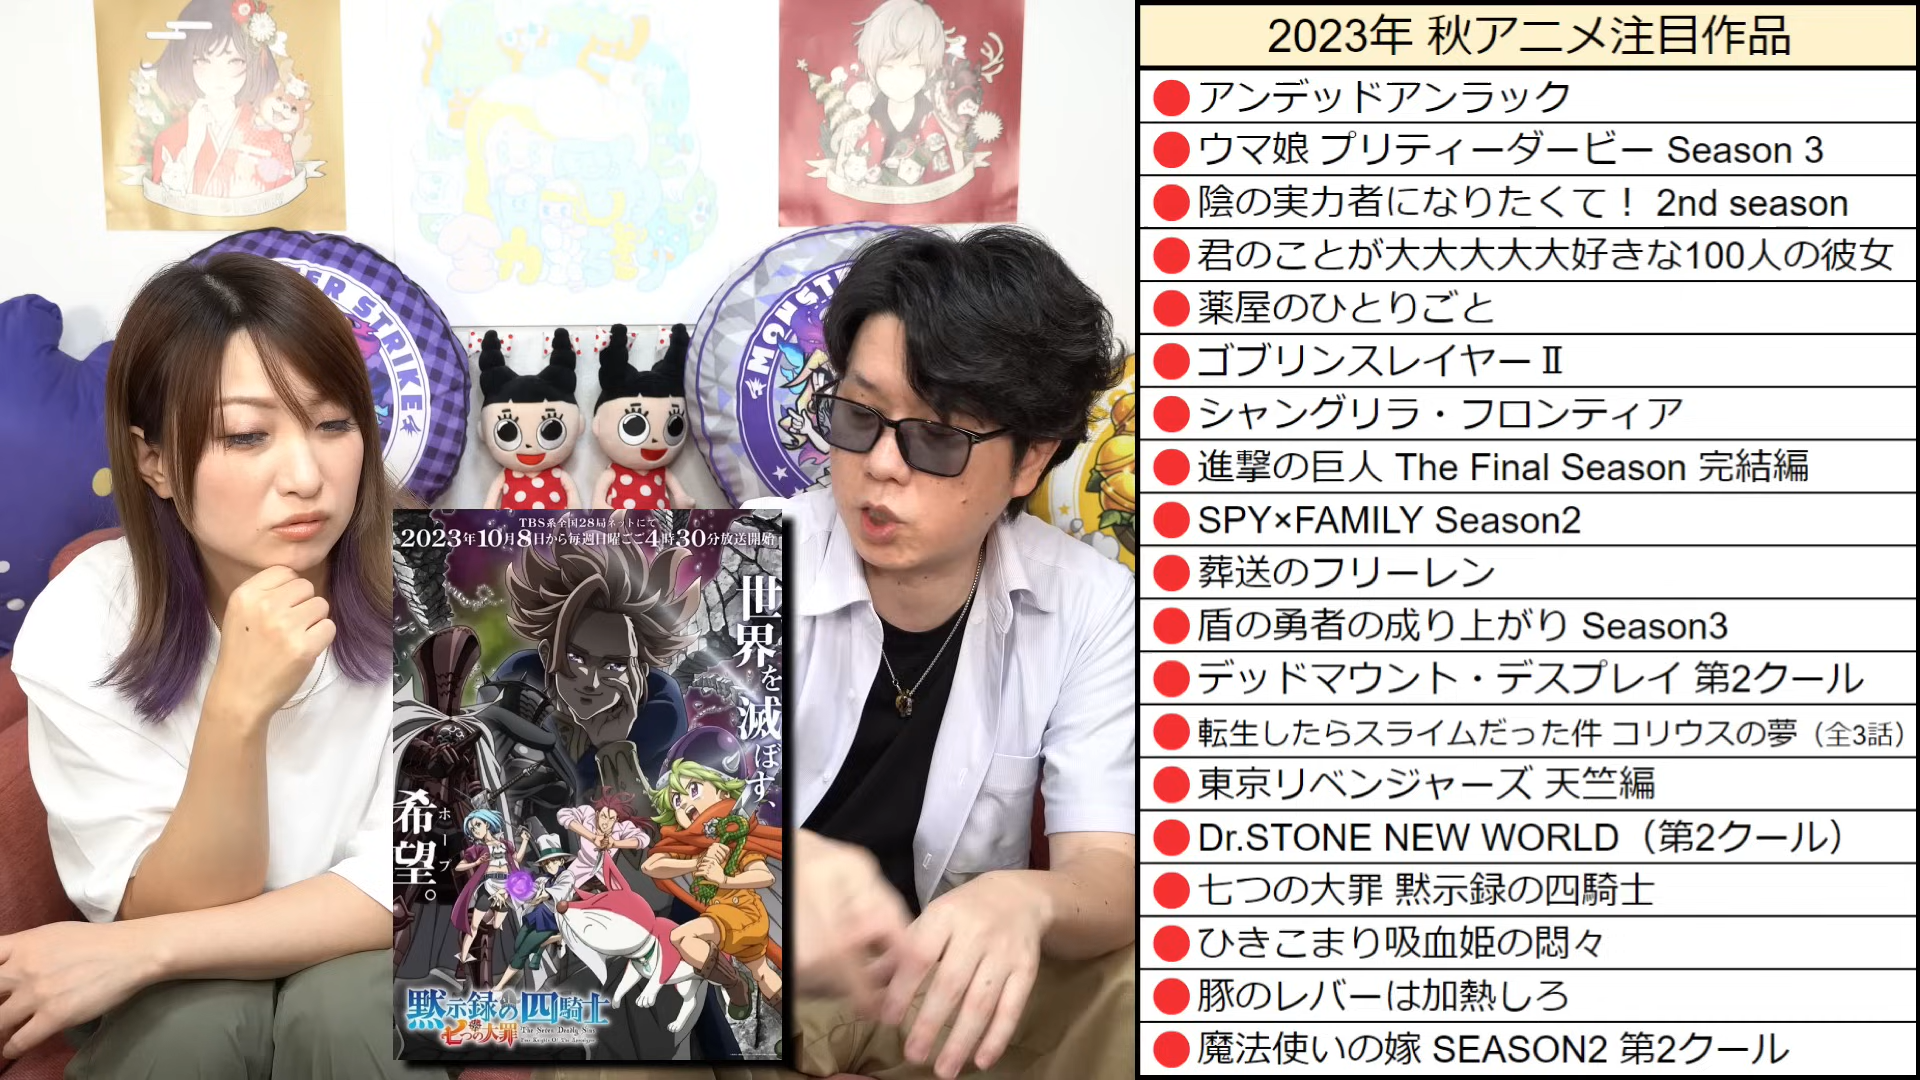 2023年 秋アニメ注目作品
アンデッドアンラック
ウマ娘 プリティーダービー Season 3
陰の実力者になりたくて！ 2nd season
君のことが大大大大大好きな100人の彼女
薬屋のひとりごと
ゴブリンスレイヤーⅡ
シャングリラ・フロンティア
進撃の巨人 The Final Season 完結編
SPY×FAMILY Season2
葬送のフリーレン
盾の勇者の成り上がり Season3
デッドマウント・デスプレイ 第2クール
転生したらスライムだった件 コリウスの夢（全3話）
東京リベンジャーズ 天竺編
Dr.STONE NEW WORLD（第2クール）
七つの大罪 黙示録の四騎士
ひきこまり吸血姫の悶々
豚のレバーは加熱しろ
魔法使いの嫁 SEASON2 第2クール
TBS系全国28局ネットにて
2023年10月8日から毎週日曜ごご4時30分放送開始
世界を滅ぼす、
希望。
ホープ
黙示録の四騎士
七つの大罪
The Seven Deadly Sins
Four Knights Of The Apocalypse
TER STRIKE
MONST